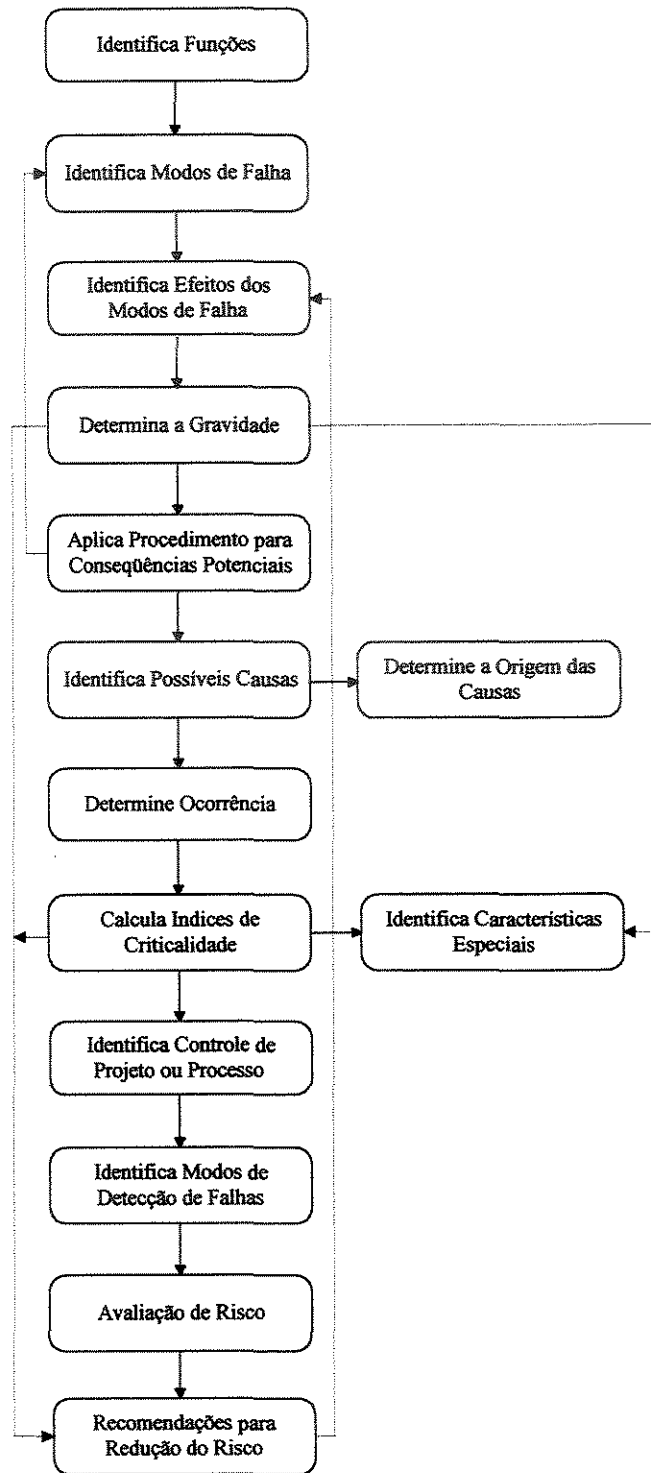 Identifica Funções
Identifica Modos de Falha
Identifica Efeitos dos
Modos de Falha
Determina a Gravidade
Aplica Procedimento para
Conseqüências Potenciais
Identifica Possíveis Causas
Determine a Origem das
Causas
Determine Ocorrência
Calcula Indices de
Criticalidade
Identifica Características
Especiais
Identifica Controle de
Projeto ou Processo
Identifica Modos de
Detecção de Falhas
Avaliação de Risco
Recomendações para
Redução do Risco